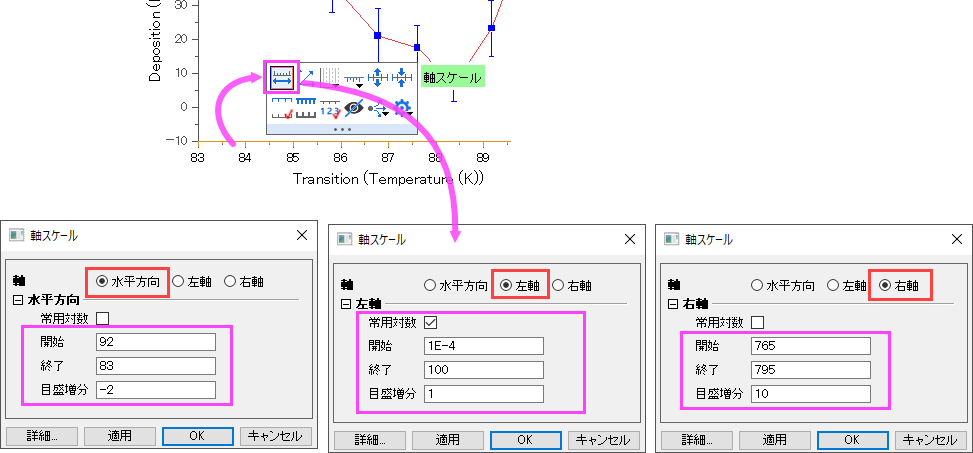 30
20
10
0
-10
Deposition (
軸スケール
1 2 3
83 84 85 86 87 88 89
Transition (Temperature (K))
軸スケール
軸
水平方向 左軸 右軸
水平方向
常用対数
開始 92
終了 83
目盛増分 -2
詳細... 適用 OK キャンセル
軸スケール
軸
水平方向 左軸 右軸
左軸
常用対数
開始 1E-4
終了 100
目盛増分 1
詳細... 適用 OK キャンセル
軸スケール
軸
水平方向 左軸 右軸
右軸
常用対数
開始 765
終了 795
目盛増分 10
詳細... 適用 OK キャンセル